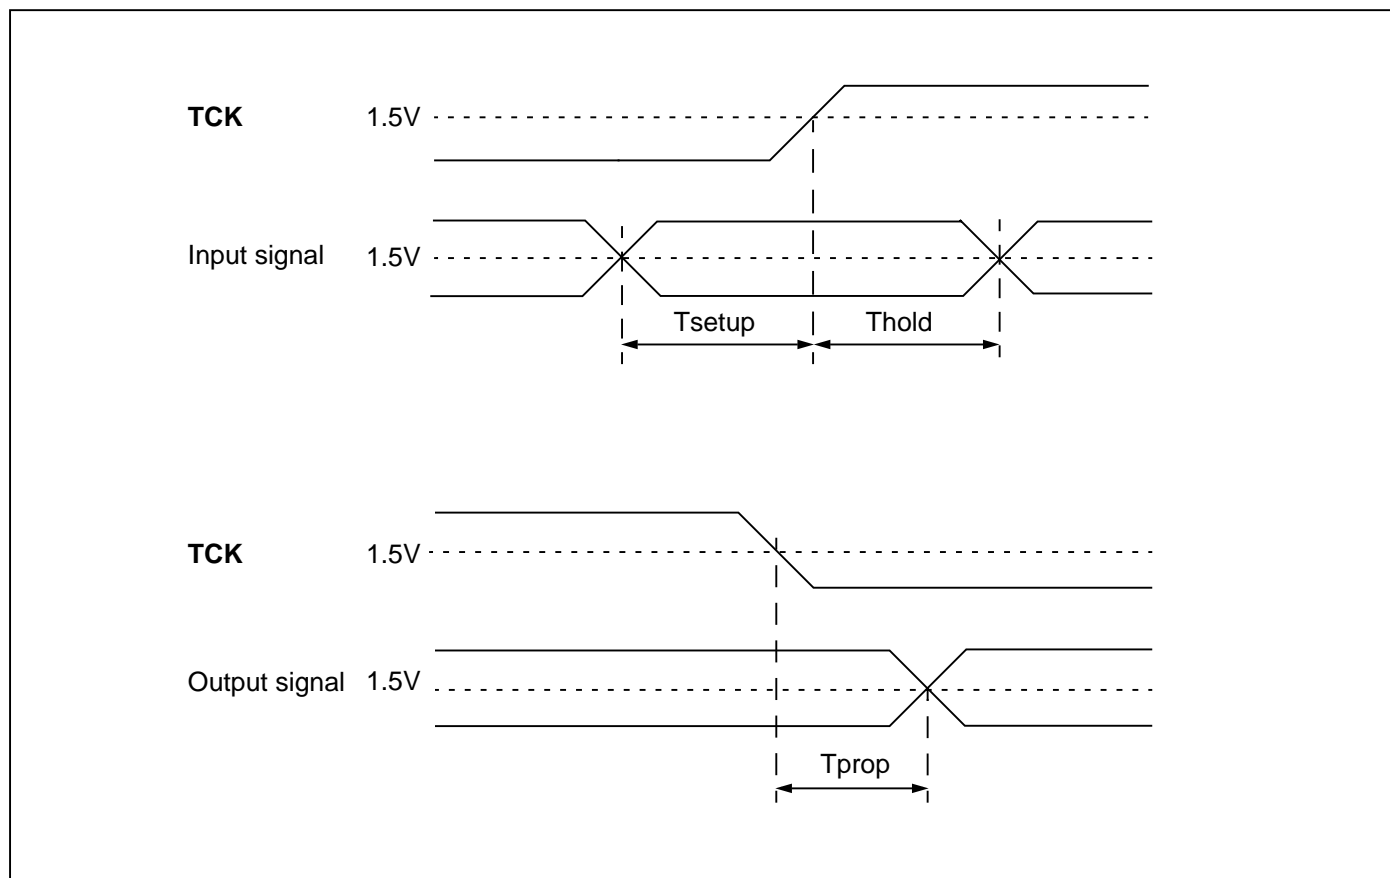 TCK 1.5V
Input signal 1.5V
Tsetup Thold
TCK 1.5V
Output signal 1.5V
Tprop